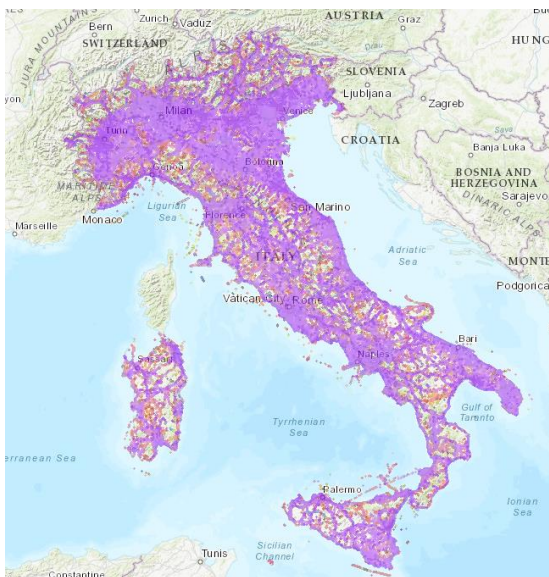 AUSTRIA
Graz
Bern
Zurich
Vaduz
JURA MOUNTAINS
SWITZERLAND
HUNG
Drau
SLOVENIA
Ljubljana
Zagreb
yon
Milan
Venice
Turin
Sava
CROATIA
Banja Luka
Genoa
Bologna
BOSNIA AND
HERZEGOVINA
Sarajevo
MARITIME
ALPS
Ligurian
Sea
San Marino
DINARIC ALPS
Monaco
Florence
Marseille
Adriatic
Sea
ITALY
MONTE
Podgorica
Vatican City
Rome
Bari
Naples
Sassari
Gulf of
Taranto
Tyrrhenian
Sea
erranean Sea
Palermo
Ionian
Sea
Tunis
Sicilian
Channel
Constantine